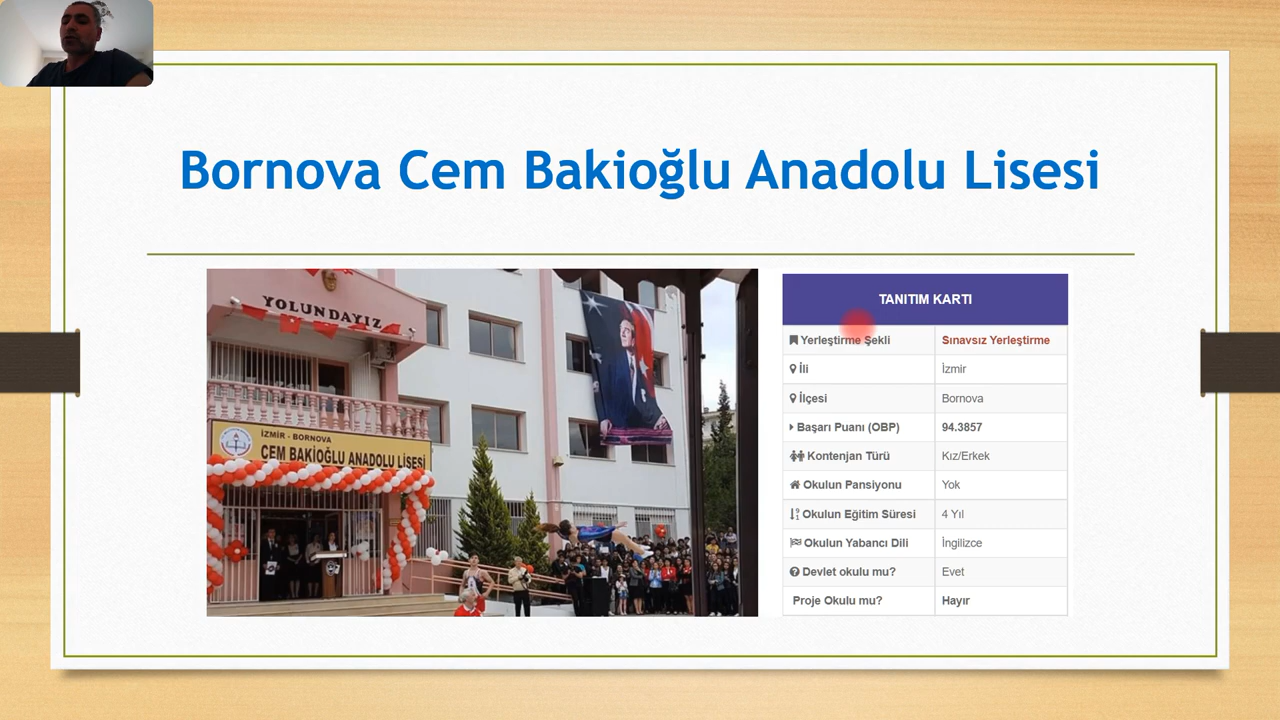 Bornova Cem Bakioğlu Anadolu Lisesi
YOLUNDAYIZ
İZMİR - BORNOVA
CEM BAKİOĞLU ANADOLU LİSESİ
TANITIM KARTI
Yerleştirme Şekli Sınavsız Yerleştirme
İli İzmir
İlçesi Bornova
Başarı Puanı (OBP) 94.3857
Kontenjan Türü Kız/Erkek
Okulun Pansiyonu Yok
Okulun Eğitim Süresi 4 Yıl
Okulun Yabancı Dili İngilizce
Devlet okulu mu? Evet
Proje Okulu mu? Hayır